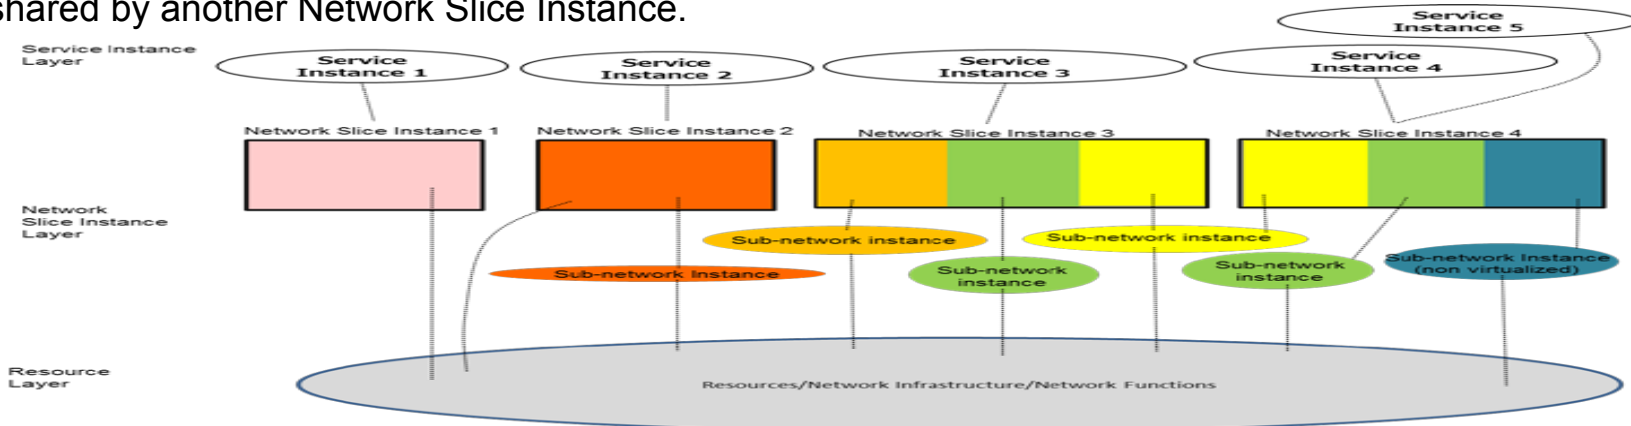 shared by another Network Slice Instance.
Service
Instance 5
Service Instance
Layer
Service
Instance 1
Service
Instance 2
Service
Instance 3
Service
Instance 4
Network Slice Instance 1
Network Slice Instance 2
Network Slice Instance 3
Network Slice Instance 4
Network
Slice Instance
Layer
Sub-network instance
Sub-network instance
Sub-network Instance
Sub-network
instance
Sub-network
instance
Sub-network Instance
(non virtualized)
Resource
Layer
Resources/Network Infrastructure/Network Functions